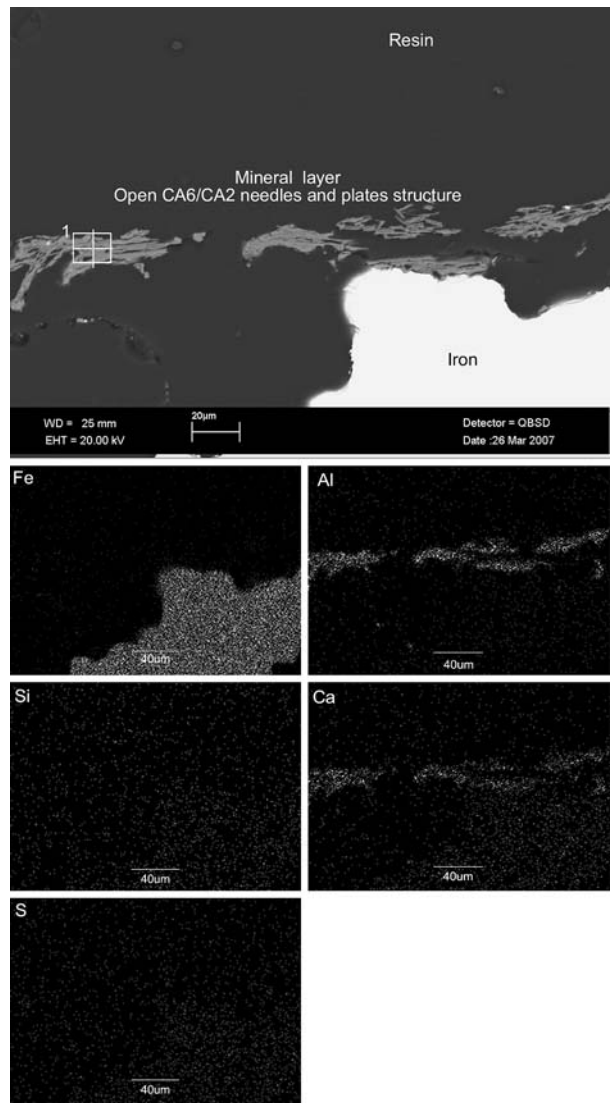 Resin
Mineral layer
Open CA6/CA2 needles and plates structure
1
Iron
WD = 25 mm
EHT = 20.00 kV
20µm
Detector = QBSD
Date :26 Mar 2007
Fe
40um
Al
40um
Si
40um
Ca
40um
S
40um